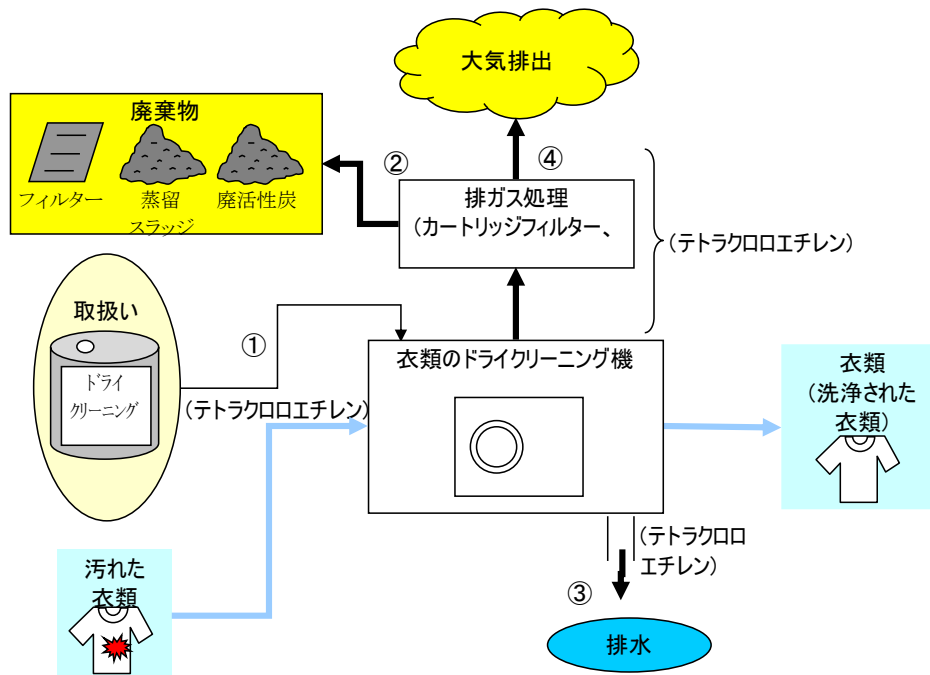 大気排出
廃棄物
フィルター
蒸留
スラッジ
廃活性炭
②
④
排ガス処理
(カートリッジフィルター、
(テトラクロロエチレン)
取扱い
ドライ
クリーニング
①
(テトラクロロエチレン)
衣類のドライクリーニング機
衣類
(洗浄された
衣類)
汚れた
衣類
(テトラクロロ
エチレン)
③
排水